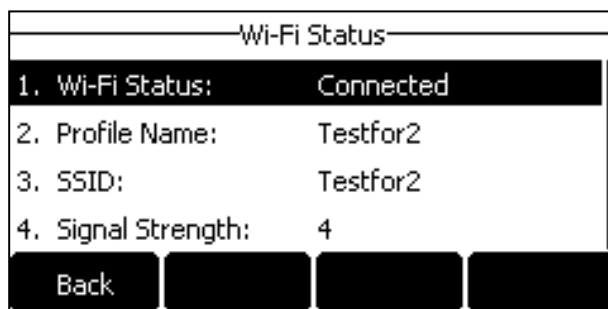 Wi-Fi Status
1. Wi-Fi Status: Connected
2. Profile Name: Testfor2
3. SSID: Testfor2
4. Signal Strength: 4
Back